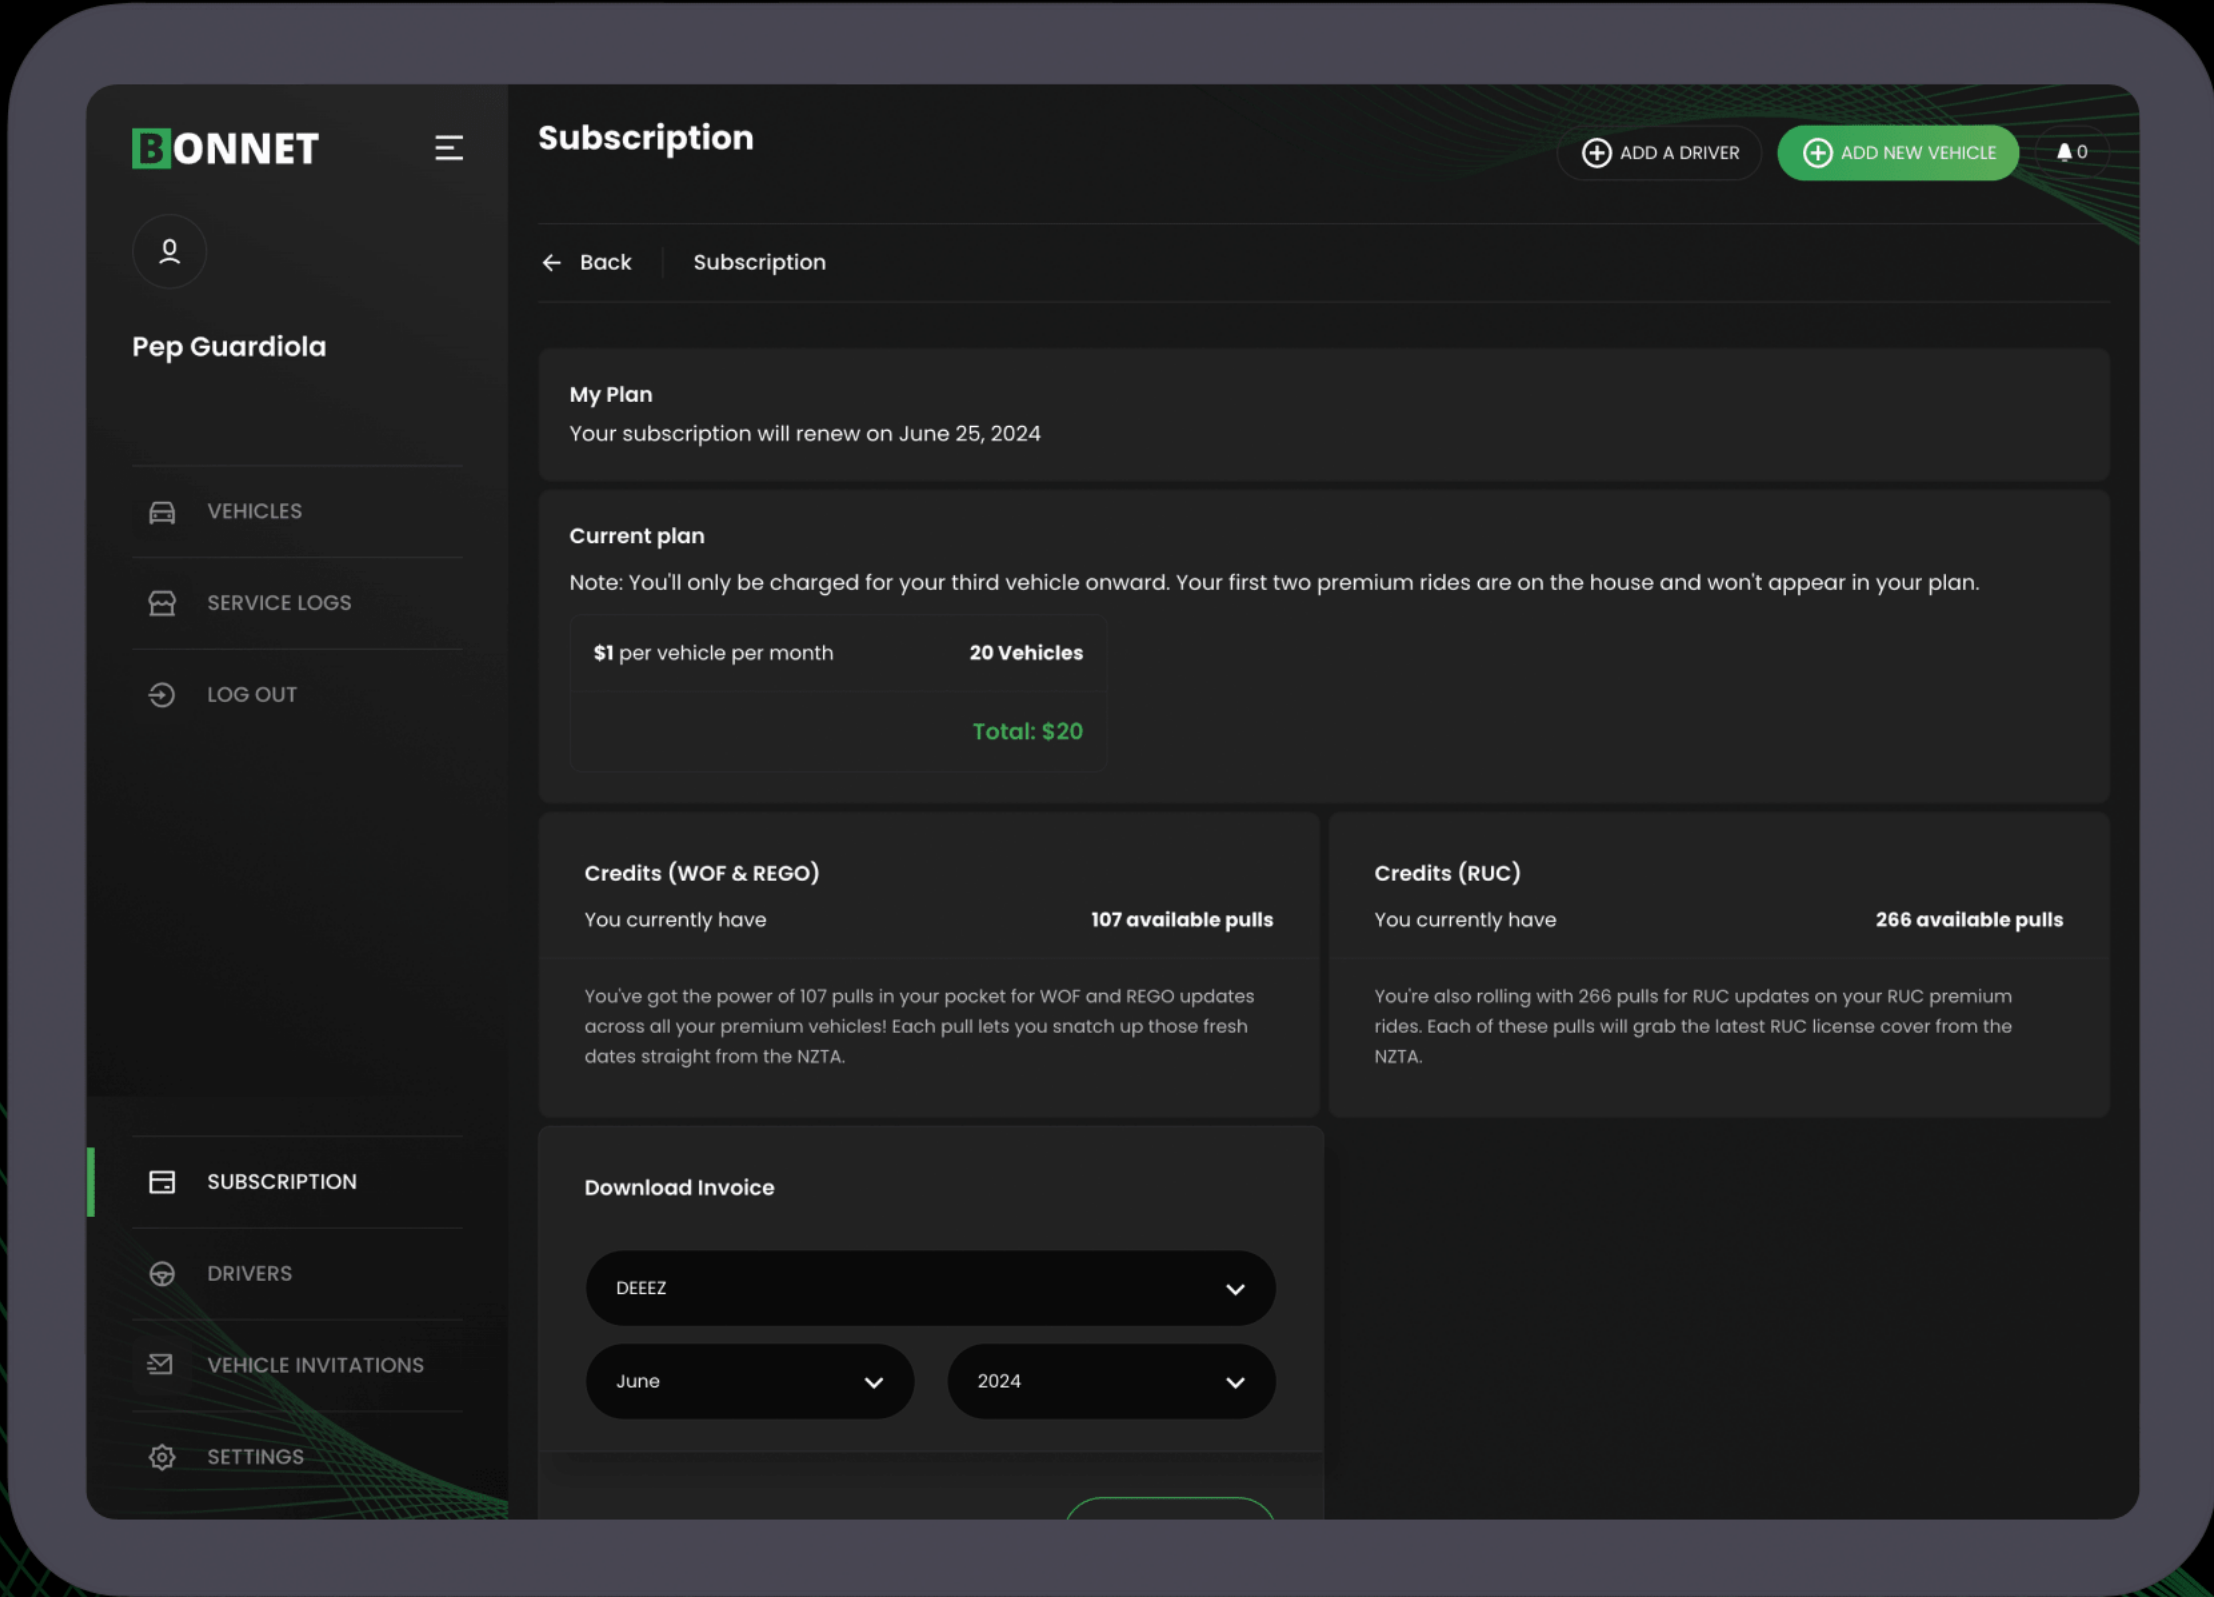 BONNET
Pep Guardiola
VEHICLES
SERVICE LOGS
LOG OUT
SUBSCRIPTION
DRIVERS
VEHICLE INVITATIONS
SETTINGS
Subscription
ADD A DRIVER
ADD NEW VEHICLE
0
Back
Subscription
My Plan
Your subscription will renew on June 25, 2024
Current plan
Note: You'll only be charged for your third vehicle onward. Your first two premium rides are on the house and won't appear in your plan.
$1 per vehicle per month
20 Vehicles
Total: $20
Credits (WOF & REGO)
You currently have
107 available pulls
You've got the power of 107 pulls in your pocket for WOF and REGO updates
across all your premium vehicles! Each pull lets you snatch up those fresh
dates straight from the NZTA.
Credits (RUC)
You currently have
266 available pulls
You're also rolling with 266 pulls for RUC updates on your RUC premium
rides. Each of these pulls will grab the latest RUC license cover from the
NZTA.
Download Invoice
DEEEZ
June
2024